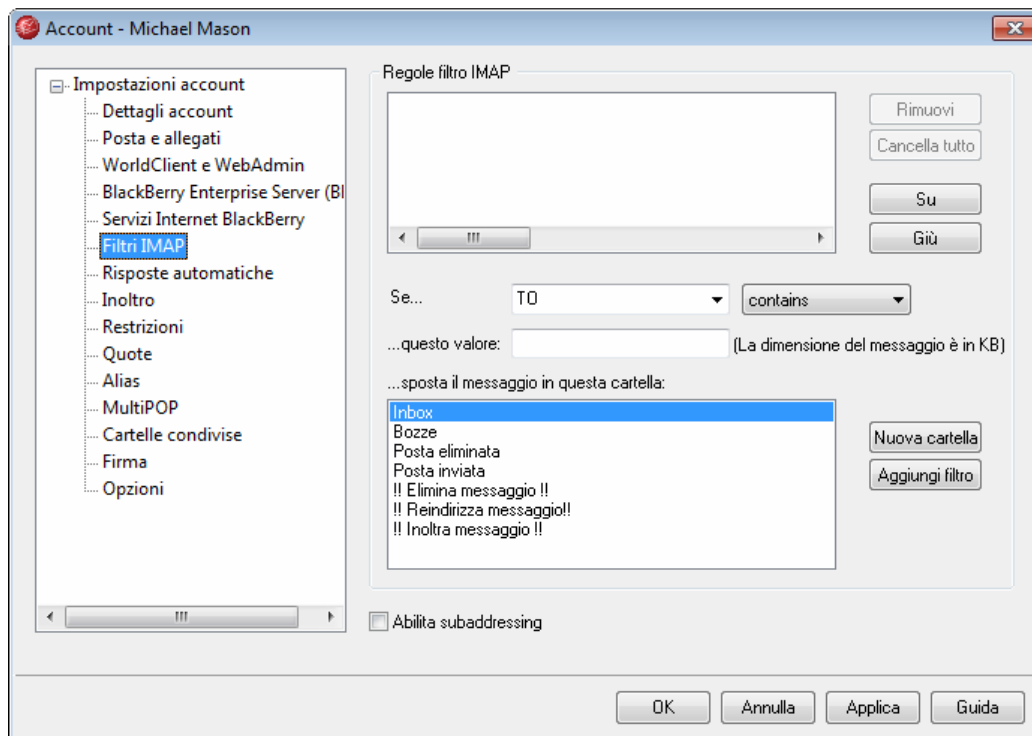 Account - Michael Mason
Impostazioni account
Dettagli account
Posta e allegati
WorldClient e WebAdmin
BlackBerry Enterprise Server (Bl
Servizi Internet BlackBerry
Filtri IMAP
Risposte automatiche
Inoltro
Restrizioni
Quote
Alias
MultiPOP
Cartelle condivise
Firma
Opzioni
Regole filtro IMAP
Rimuovi
Cancella tutto
Su
Giù
Se...
TO
contains
...questo valore:
(La dimensione del messaggio è in KB)
...sposta il messaggio in questa cartella:
Inbox
Bozze
Posta eliminata
Posta inviata
!! Elimina messaggio !!
!! Reindirizza messaggio!!
!! Inoltra messaggio !!
Nuova cartella
Aggiungi filtro
Abilita subaddressing
OK
Annulla
Applica
Guida